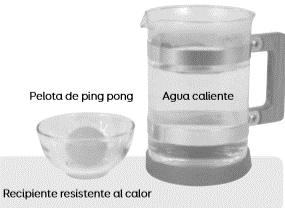 Pelota de ping pong
Agua caliente
Recipiente resistente al calor